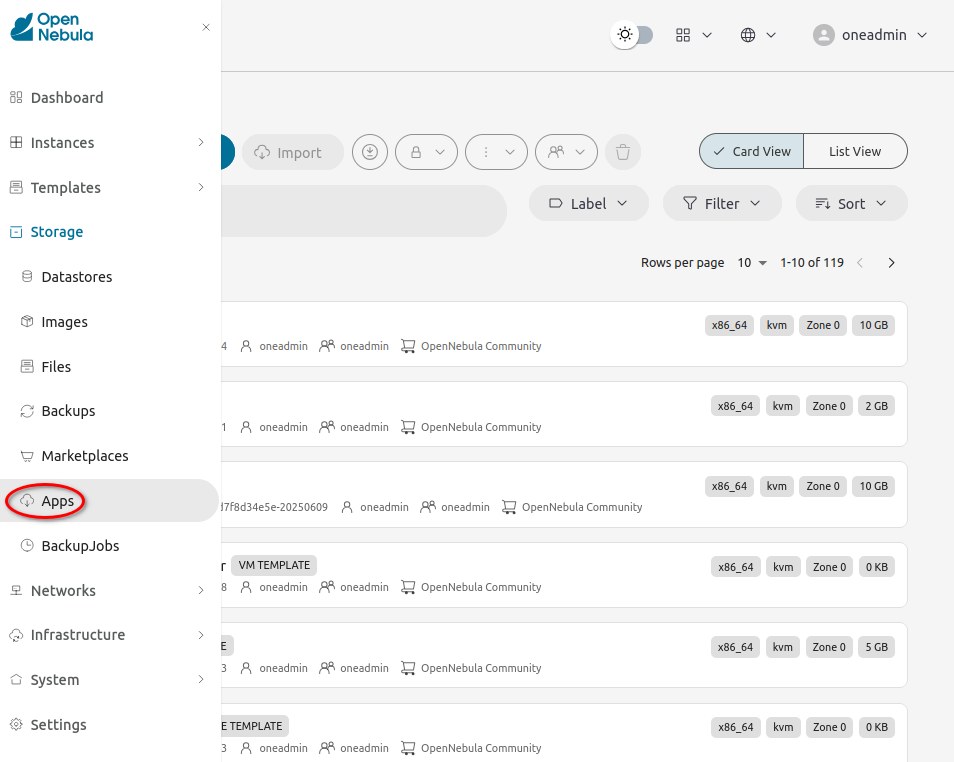 Open
Nebula
oneadmin
Dashboard
Instances
Templates
Storage
Datastores
Images
Files
Backups
Marketplaces
Apps
BackupJobs
Networks
Infrastructure
System
Settings
Import
Card View
List View
Label
Filter
Sort
Rows per page 10 1-10 of 119
x86_64 kvm Zone 0 10 GB
4 oneadmin oneadmin OpenNebula Community
x86_64 kvm Zone 0 2 GB
1 oneadmin oneadmin OpenNebula Community
x86_64 kvm Zone 0 10 GB
7f8d34e5e-20250609 oneadmin oneadmin OpenNebula Community
r VM TEMPLATE x86_64 kvm Zone 0 0 KB
8 oneadmin oneadmin OpenNebula Community
E x86_64 kvm Zone 0 5 GB
3 oneadmin oneadmin OpenNebula Community
E TEMPLATE x86_64 kvm Zone 0 0 KB
3 oneadmin oneadmin OpenNebula Community